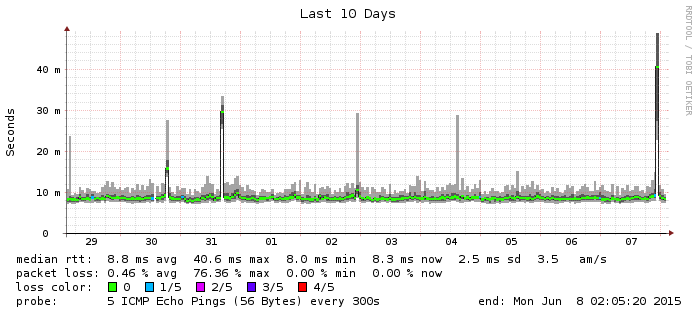 Last 10 Days
RRDTOOL / TOBI OETIKER
Seconds
40 m
30 m
20 m
10 m
0
29 30 31 01 02 03 04 05 06 07
median rtt: 8.8 ms avg 40.6 ms max 8.0 ms min 8.3 ms now 2.5 ms sd 3.5 am/s
packet loss: 0.46 % avg 76.36 % max 0.00 % min 0.00 % now
loss color: 0 1/5 2/5 3/5 4/5
probe: 5 ICMP Echo Pings (56 Bytes) every 300s end: Mon Jun 8 02:05:20 2015